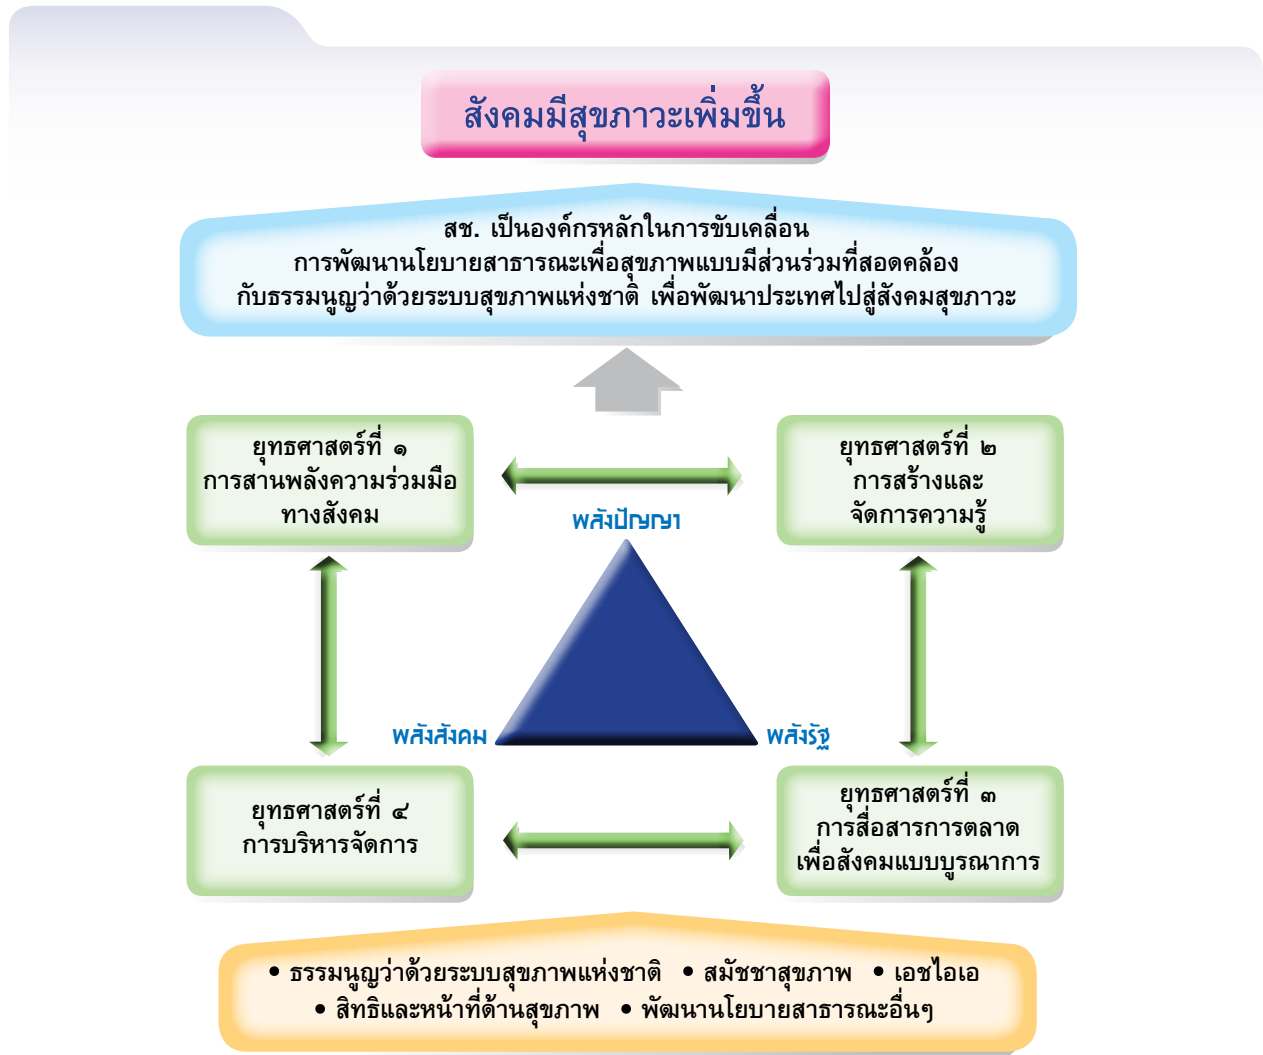 สังคมมีสุขภาวะเพิ่มขึ้น
สช. เป็นองค์กรหลักในการขับเคลื่อน
การพัฒนานโยบายสาธารณะเพื่อสุขภาพแบบมีส่วนร่วมที่สอดคล้อง
กับธรรมนูญว่าด้วยระบบสุขภาพแห่งชาติ เพื่อพัฒนาประเทศไปสู่สังคมสุขภาวะ
ยุทธศาสตร์ที่ ๑
การสานพลังความร่วมมือ
ทางสังคม
ยุทธศาสตร์ที่ ๒
การสร้างและ
จัดการความรู้
พลังปัญญา
พลังสังคม
พลังรัฐ
ยุทธศาสตร์ที่ ๔
การบริหารจัดการ
ยุทธศาสตร์ที่ ๓
การสื่อสารการตลาด
เพื่อสังคมแบบบูรณาการ
• ธรรมนูญว่าด้วยระบบสุขภาพแห่งชาติ • สมัชชาสุขภาพ • เอชไอเอ
• สิทธิและหน้าที่ด้านสุขภาพ • พัฒนานโยบายสาธารณะอื่นๆ